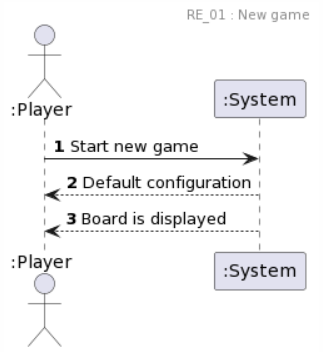 RE_01 : New game
:Player
:System
1 Start new game
2 Default configuration
3 Board is displayed
:Player
:System